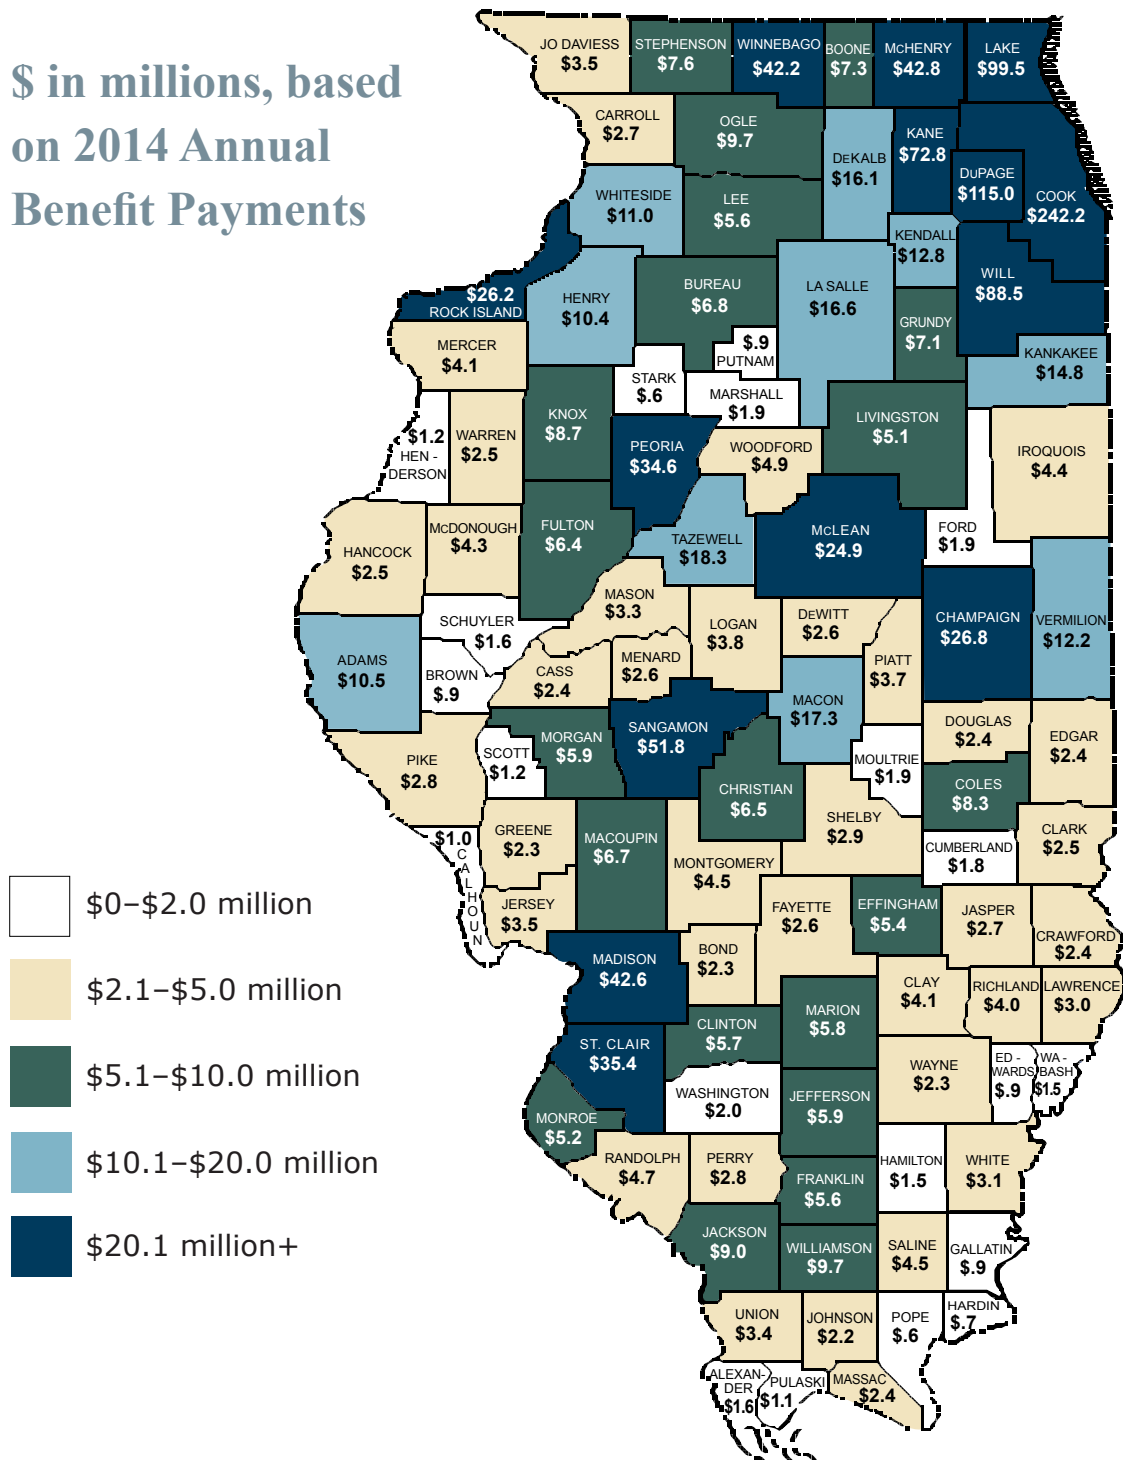 $ in millions, based
on 2014 Annual
Benefit Payments
JO DAVIESS
$3.5
STEPHENSON
$7.6
WINNEBAGO
$42.2
BOONE
$7.3
McHENRY
$42.8
LAKE
$99.5
CARROLL
$2.7
OGLE
$9.7
DeKALB
$16.1
KANE
$72.8
DuPAGE
$115.0
COOK
$242.2
WHITESIDE
$11.0
LEE
$5.6
KENDALL
$12.8
WILL
$88.5
$26.2
ROCK ISLAND
HENRY
$10.4
BUREAU
$6.8
LA SALLE
$16.6
GRUNDY
$7.1
MERCER
$4.1
$.9
PUTNAM
KANKAKEE
$14.8
STARK
$.6
MARSHALL
$1.9
$1.2
HEN -
DERSON
WARREN
$2.5
KNOX
$8.7
PEORIA
$34.6
WOODFORD
$4.9
LIVINGSTON
$5.1
IROQUOIS
$4.4
HANCOCK
$2.5
McDONOUGH
$4.3
FULTON
$6.4
TAZEWELL
$18.3
McLEAN
$24.9
FORD
$1.9
SCHUYLER
$1.6
MASON
$3.3
LOGAN
$3.8
DeWITT
$2.6
CHAMPAIGN
$26.8
VERMILION
$12.2
ADAMS
$10.5
BROWN
$.9
CASS
$2.4
MENARD
$2.6
PIATT
$3.7
MACON
$17.3
PIKE
$2.8
SCOTT
$1.2
MORGAN
$5.9
SANGAMON
$51.8
DOUGLAS
$2.4
EDGAR
$2.4
MOULTRIE
$1.9
CHRISTIAN
$6.5
COLES
$8.3
SHELBY
$2.9
$1.0
C
A
L
H
O
U
N
GREENE
$2.3
MACOUPIN
$6.7
MONTGOMERY
$4.5
CUMBERLAND
$1.8
CLARK
$2.5
JERSEY
$3.5
FAYETTE
$2.6
EFFINGHAM
$5.4
JASPER
$2.7
CRAWFORD
$2.4
MADISON
$42.6
BOND
$2.3
CLAY
$4.1
RICHLAND
$4.0
LAWRENCE
$3.0
CLINTON
$5.7
MARION
$5.8
ST. CLAIR
$35.4
WAYNE
$2.3
ED -
WARDS
$.9
WA -
BASH
$1.5
WASHINGTON
$2.0
JEFFERSON
$5.9
MONROE
$5.2
RANDOLPH
$4.7
PERRY
$2.8
FRANKLIN
$5.6
HAMILTON
$1.5
WHITE
$3.1
JACKSON
$9.0
WILLIAMSON
$9.7
SALINE
$4.5
GALLATIN
$.9
UNION
$3.4
JOHNSON
$2.2
POPE
$.6
HARDIN
$.7
ALEXAN-
DER
$1.6
PULASKI
$1.1
MASSAC
$2.4
$0–$2.0 million
$2.1–$5.0 million
$5.1–$10.0 million
$10.1–$20.0 million
$20.1 million+